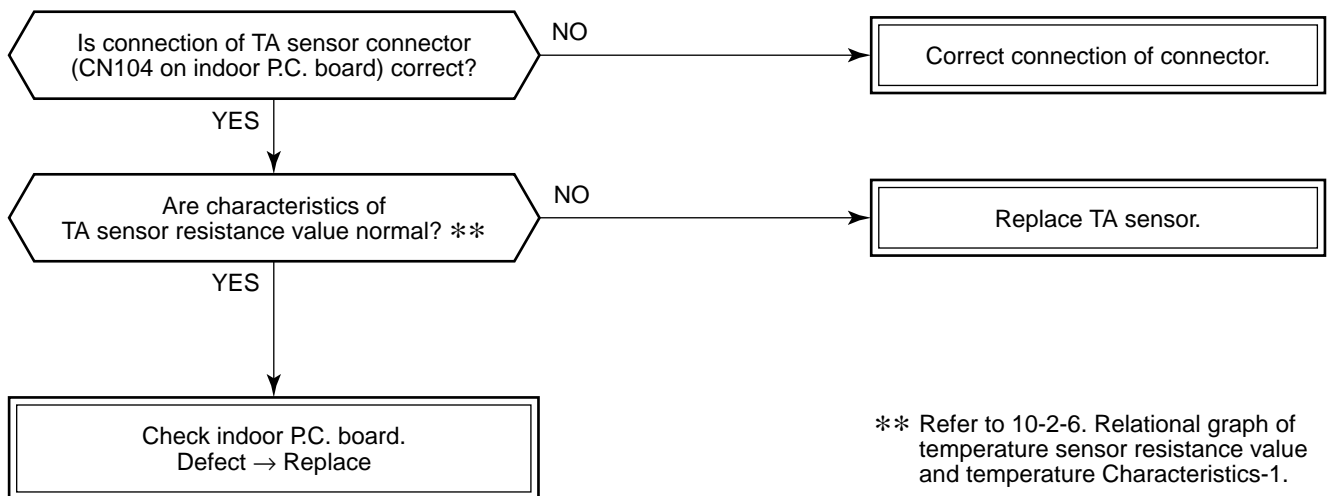 Is connection of TA sensor connector
(CN104 on indoor P.C. board) correct?
NO
Correct connection of connector.
YES
Are characteristics of
TA sensor resistance value normal? **
NO
Replace TA sensor.
YES
Check indoor P.C. board.
Defect → Replace
** Refer to 10-2-6. Relational graph of
temperature sensor resistance value
and temperature Characteristics-1.